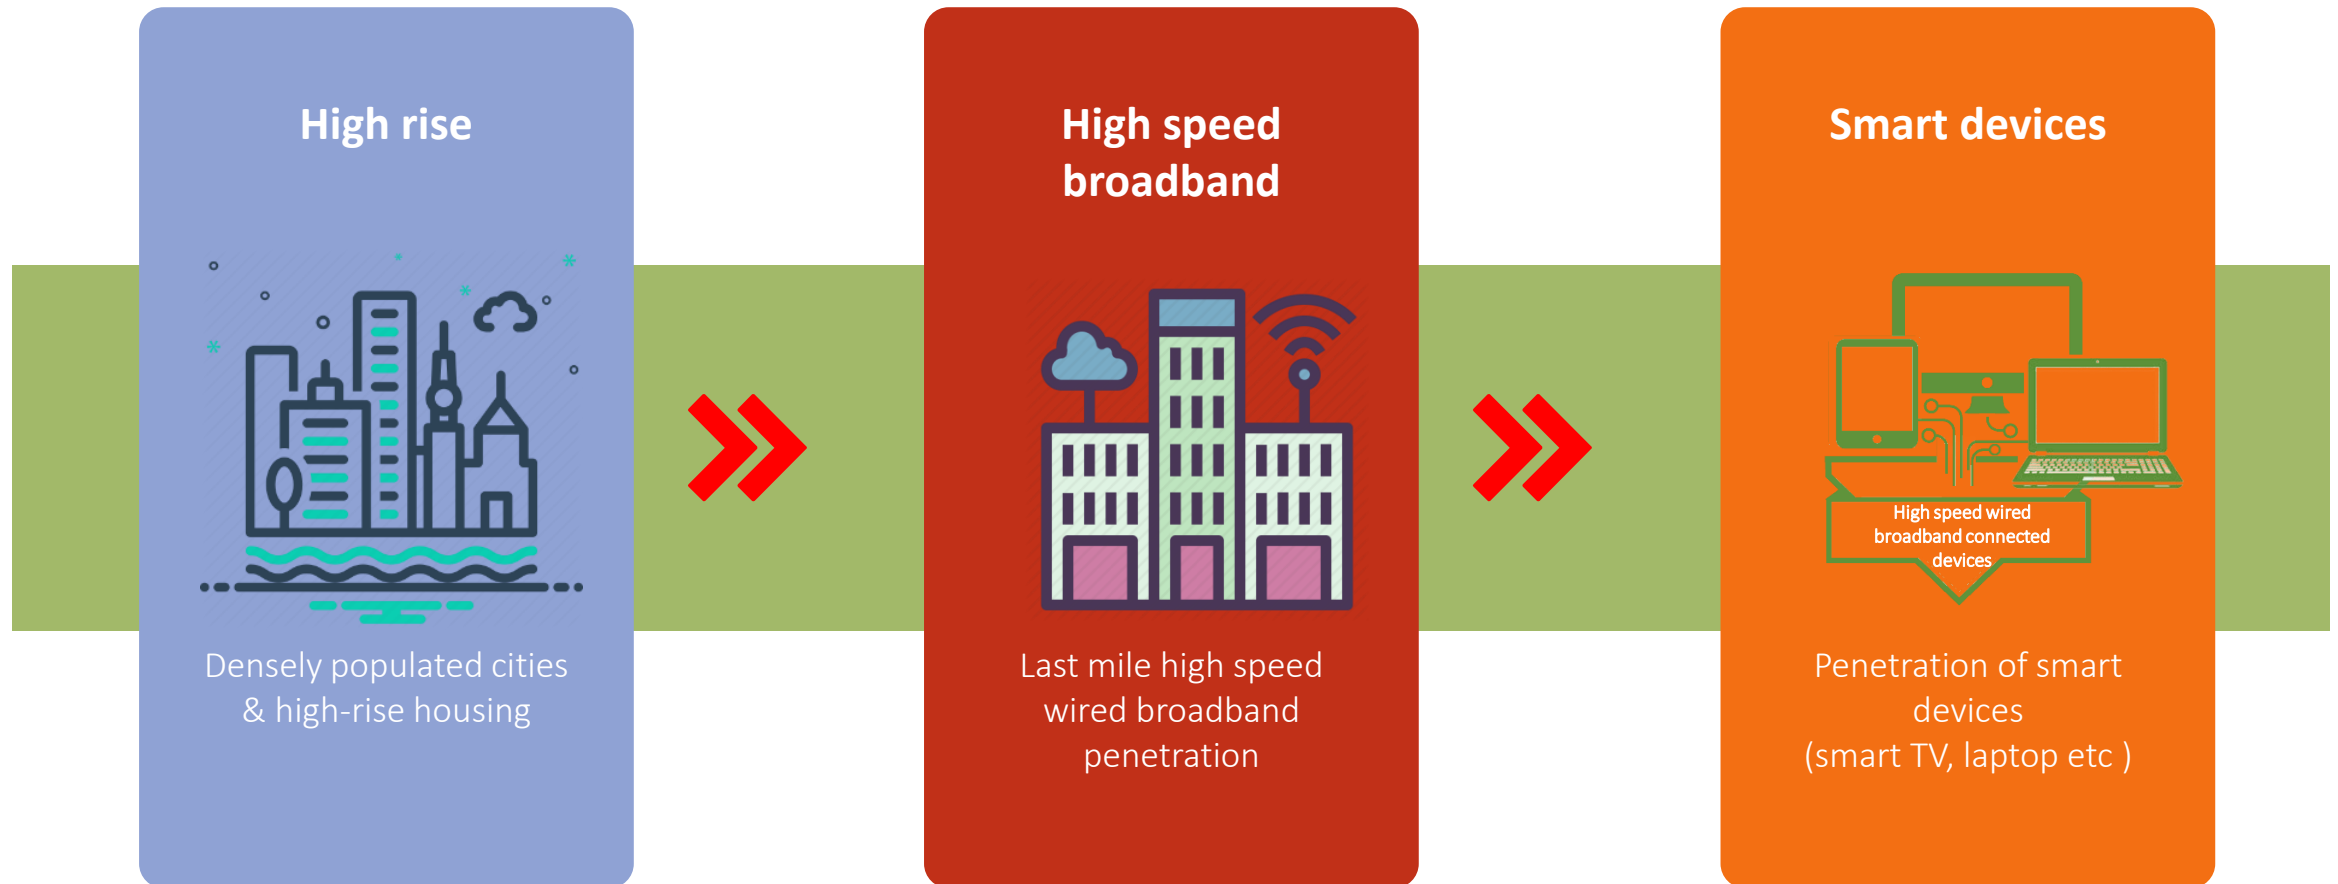 High rise
Densely populated cities
& high-rise housing
High speed
broadband
Last mile high speed
wired broadband
penetration
Smart devices
High speed wired
broadband connected
devices
Penetration of smart
devices
(smart TV, laptop etc )